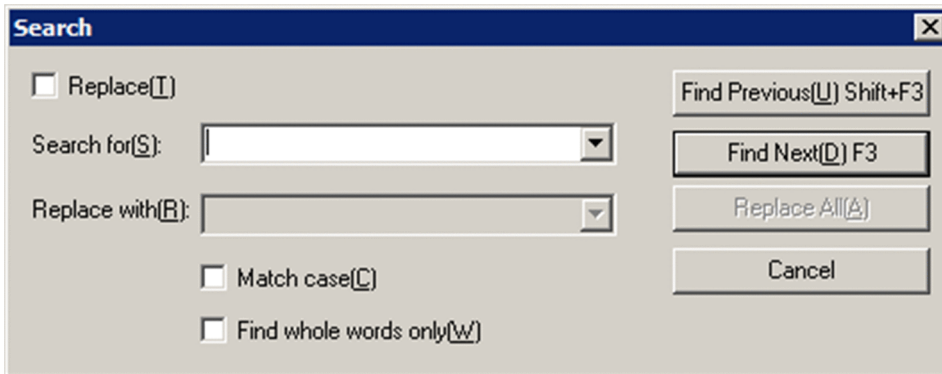 Search
Replace(T)
Find Previous(U) Shift+F3
Search for(S):
Find Next(D) F3
Replace with(R):
Replace All(A)
Match case(C)
Cancel
Find whole words only(W)